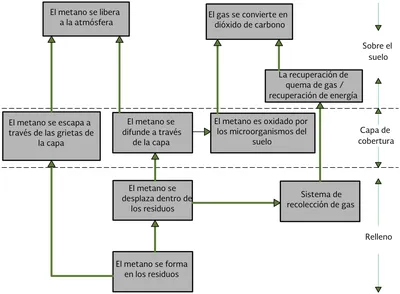 El metano se libera
a la atmósfera
El gas se convierte en
dióxido de carbono
Sobre el
suelo
La recuperación de
quema de gas /
recuperación de energía
El metano se escapa a
través de las grietas de
la capa
El metano se
difunde a través
de la capa
El metano es oxidado por
los microorganismos del
suelo
Capa de
cobertura
El metano se
desplaza dentro de
los residuos
Sistema de
recolección de gas
Relleno
El metano se forma
en los residuos